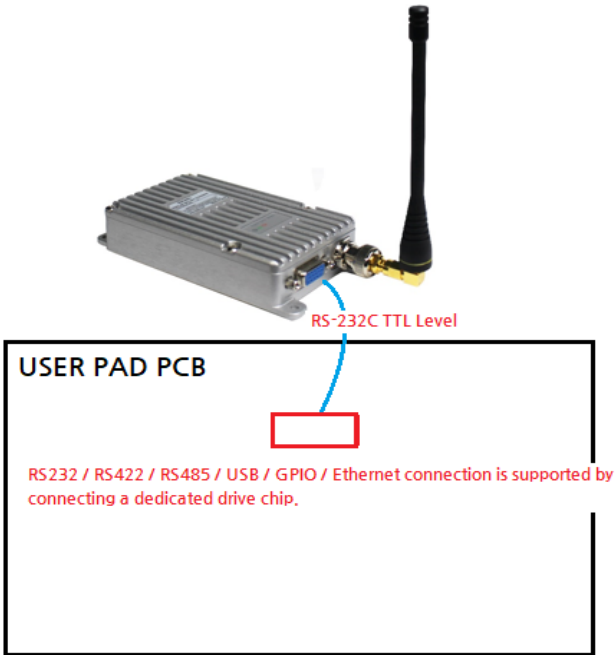 RS-232C TTL Level
USER PAD PCB
RS232 / RS422 / RS485 / USB / GPIO / Ethernet connection is supported by
connecting a dedicated drive chip.